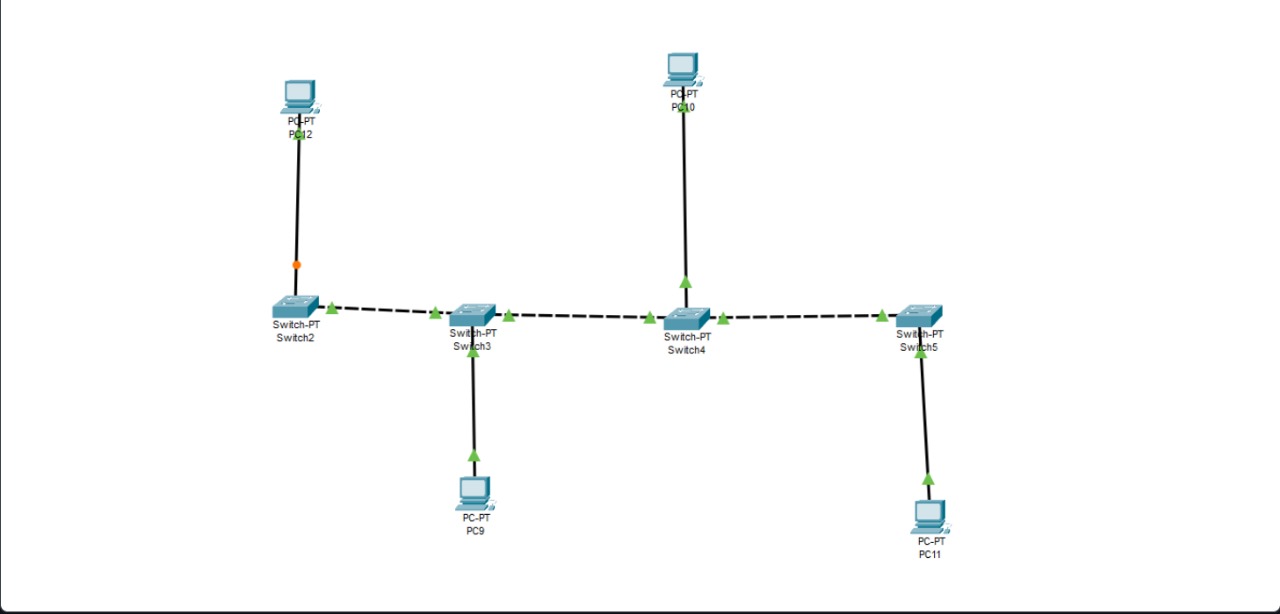 PC-PT
PC12
PC-PT
PC10
Switch-PT
Switch2
Switch-PT
Switch3
Switch-PT
Switch4
Switch-PT
Switch5
PC-PT
PC9
PC-PT
PC11